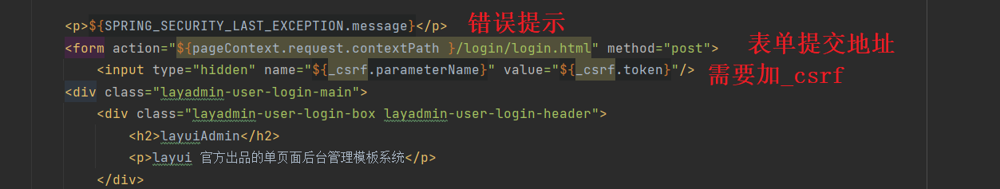 <p>${SPRING_SECURITY_LAST_EXCEPTION.message}</p> 错误提示
<form action="${pageContext.request.contextPath }/login/login.html" method="post"> 表单提交地址
<input type="hidden" name="${_csrf.parameterName}" value="${_csrf.token}"/> 需要加_csrf
<div class="layadmin-user-login-main">
<div class="layadmin-user-login-box layadmin-user-login-header">
<h2>layuiAdmin</h2>
<p>layui 官方出品的单页面后台管理模板系统</p>
</div>